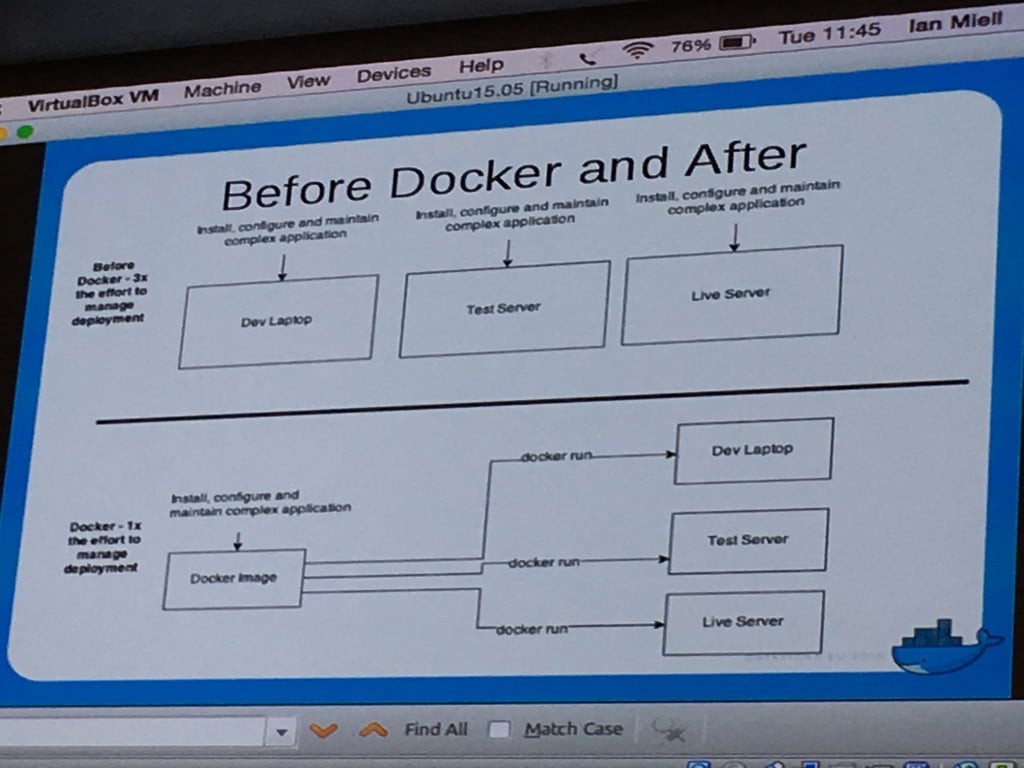 VirtualBox VM Machine View Devices Help 76% Tue 11:45 Ian Miell
Ubuntu15.05 [Running]
Before Docker and After
Install, configure and maintain
complex application
Install, configure and maintain
complex application
Install, configure and maintain
complex application
Before
Docker - 3x
the effort to
manage
deployment
Dev Laptop
Test Server
Live Server
docker run
Dev Laptop
Install, configure and
maintain complex application
Docker - 1x
the effort to
manage
deployment
Docker Image
docker run
Test Server
docker run
Live Server
Find All
Match Case